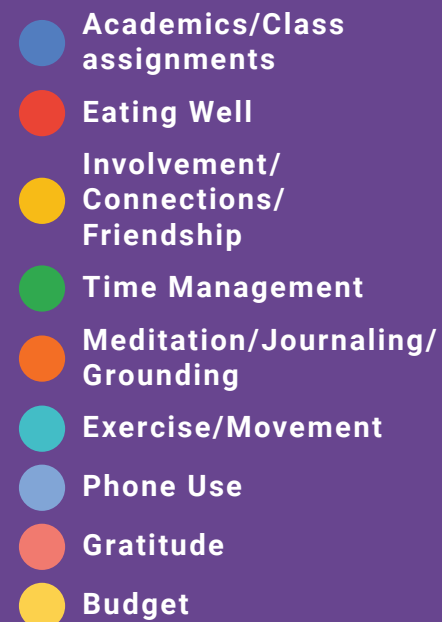 Academics/Class
assignments
Eating Well
Involvement/
Connections/
Friendship
Time Management
Meditation/Journaling/
Grounding
Exercise/Movement
Phone Use
Gratitude
Budget